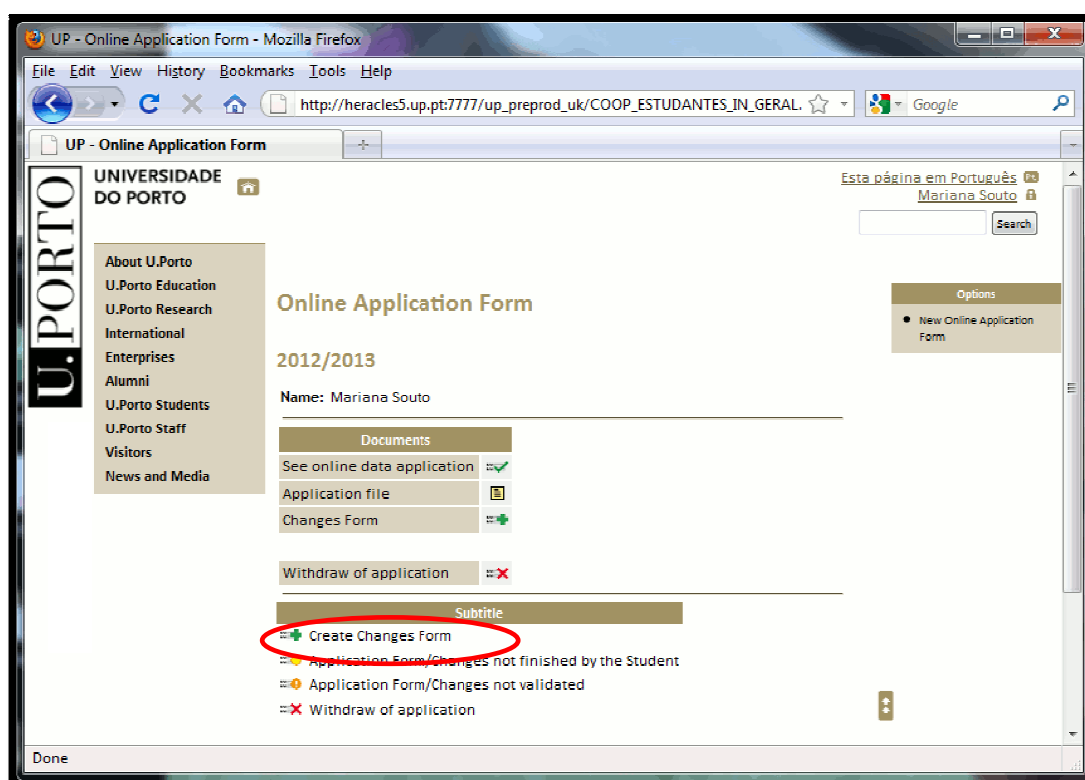 UP - Online Application Form - Mozilla Firefox
File Edit View History Bookmarks Tools Help
http://heracles5.up.pt:7777/up_preprod_uk/COOP_ESTUDANTES_IN_GERAL. Google
UP - Online Application Form
U.PORTO
UNIVERSIDADE
DO PORTO
Esta página em Português Pt
Mariana Souto
Search
About U.Porto
U.Porto Education
U.Porto Research
International
Enterprises
Alumni
U.Porto Students
U.Porto Staff
Visitors
News and Media
Online Application Form
2012/2013
Name: Mariana Souto
Documents
See online data application
Application file
Changes Form
Withdraw of application
Subtitle
Create Changes Form
Application Form/Changes not finished by the Student
Application Form/Changes not validated
Withdraw of application
Options
New Online Application
Form
Done